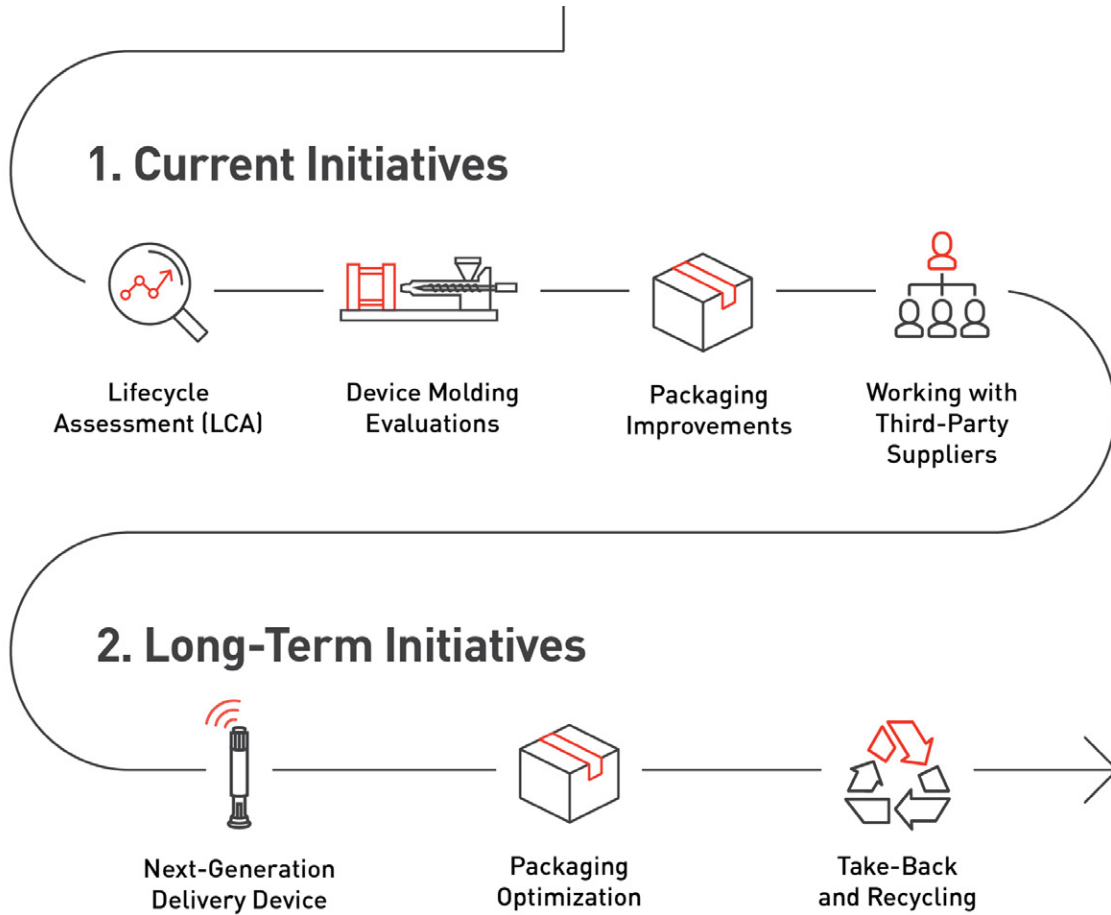 1. Current Initiatives
Lifecycle
Assessment (LCA)
Device Molding
Evaluations
Packaging
Improvements
Working with
Third-Party
Suppliers
2. Long-Term Initiatives
Next-Generation
Delivery Device
Packaging
Optimization
Take-Back
and Recycling